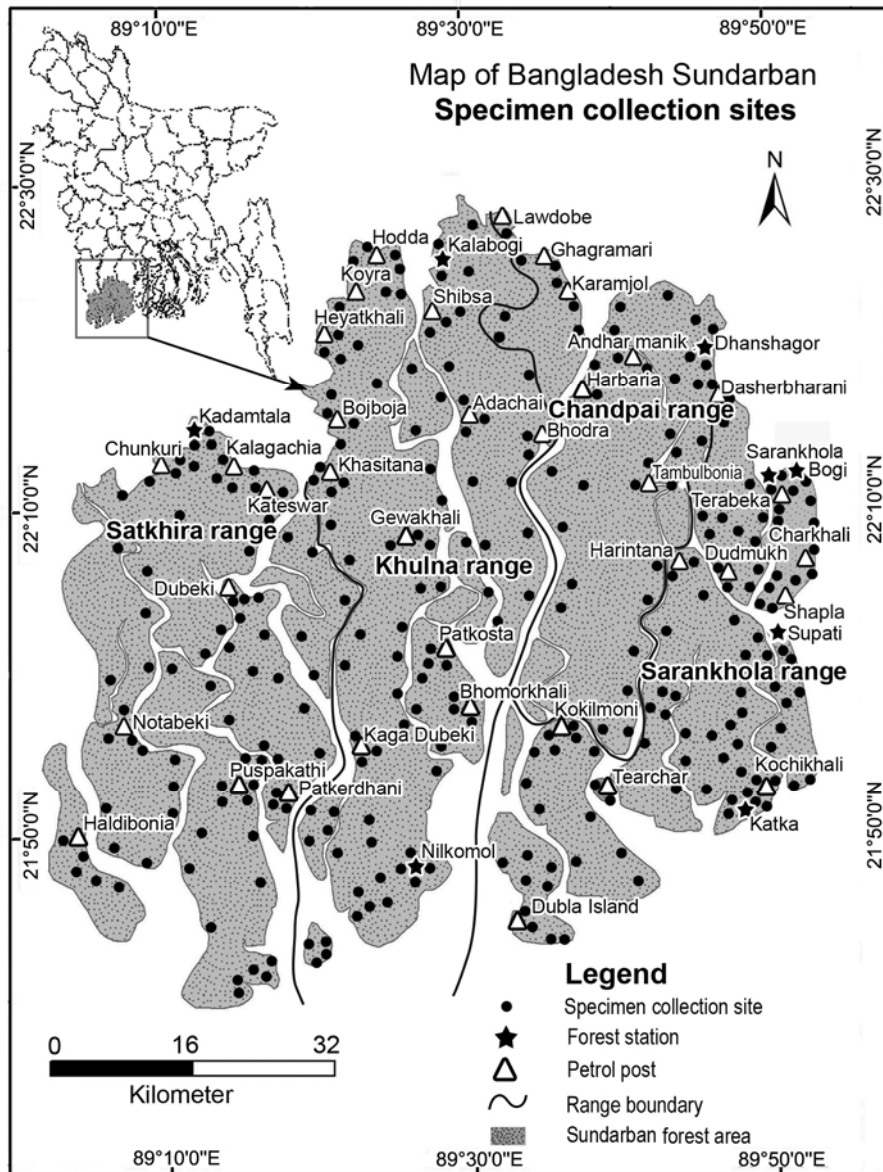 89°10'0"E
89°30'0"E
89°50'0"E
Map of Bangladesh Sundarban
Specimen collection sites
N
22°30'0"N
22°30'0"N
Lawdobe
Hodda
Kalabogi
Ghagramari
Koyra
Karamjol
Shibsa
Heyatkhali
Andhar manik
Dhanshagor
Harbaria
Dasherbharani
Kadamtala
Bojboja
Adachai
Chandpai range
Bhodra
Chunkuri
Kalagachia
Khasitana
Sarankhola
Bogi
Tambulbonia
Kateswar
Terabeka
22°10'0"N
22°10'0"N
Gewakhali
Satkhira range
Charkhali
Khulna range
Harintana
Dudmukh
Dubeki
Shapla
Supati
Patkosta
Sarankhola range
Bhomorkhali
Kokilmoni
Notabeki
Kaga Dubeki
Puspakathi
Kochikhali
Tearchar
Patkerdhani
Katka
Haldibonia
21°50'0"N
21°50'0"N
Nilkomol
Dubla Island
Legend
Specimen collection site
Forest station
Petrol post
Range boundary
Sundarban forest area
0 16 32
Kilometer
89°10'0"E
89°30'0"E
89°50'0"E